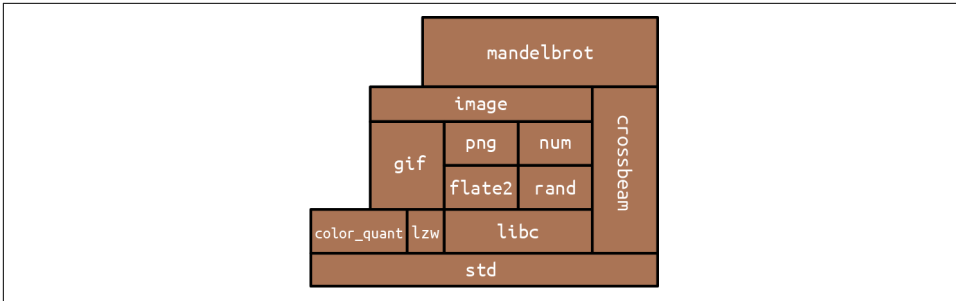 mandelbrot
image
crossbeam
gif
png
num
flate2
rand
color_quant
lzw
libc
std